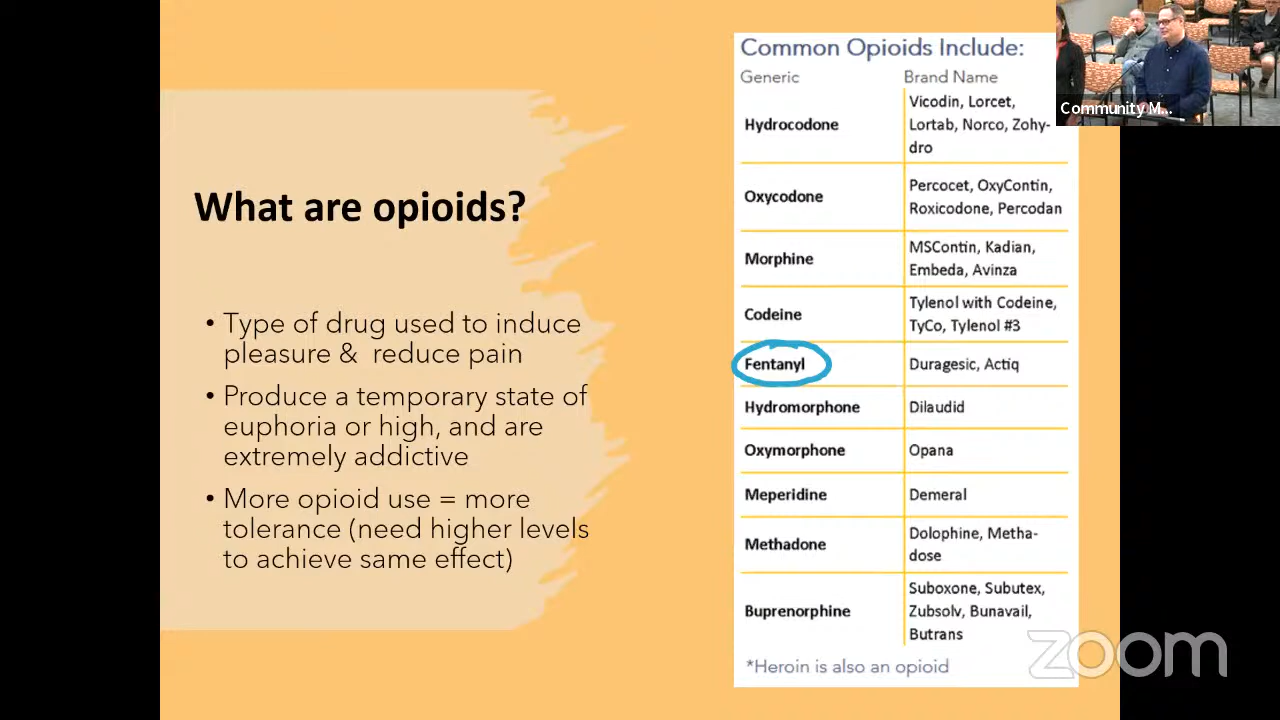 What are opioids?
• Type of drug used to induce
pleasure & reduce pain
• Produce a temporary state of
euphoria or high, and are
extremely addictive
• More opioid use = more
tolerance (need higher levels
to achieve same effect)
Common Opioids Include:
Generic Brand Name
Hydrocodone Vicodin, Lorcet,
Lortab, Norco, Zohy-
dro
Oxycodone Percocet, OxyContin,
Roxicodone, Percodan
Morphine MSContin, Kadian,
Embeda, Avinza
Codeine Tylenol with Codeine,
TyCo, Tylenol #3
Fentanyl Duragesic, Actiq
Hydromorphone Dilaudid
Oxymorphone Opana
Meperidine Demeral
Methadone Dolophine, Metha-
dose
Buprenorphine Suboxone, Subutex,
Zubsolv, Bunavail,
Butrans
*Heroin is also an opioid
Community M...
zoom